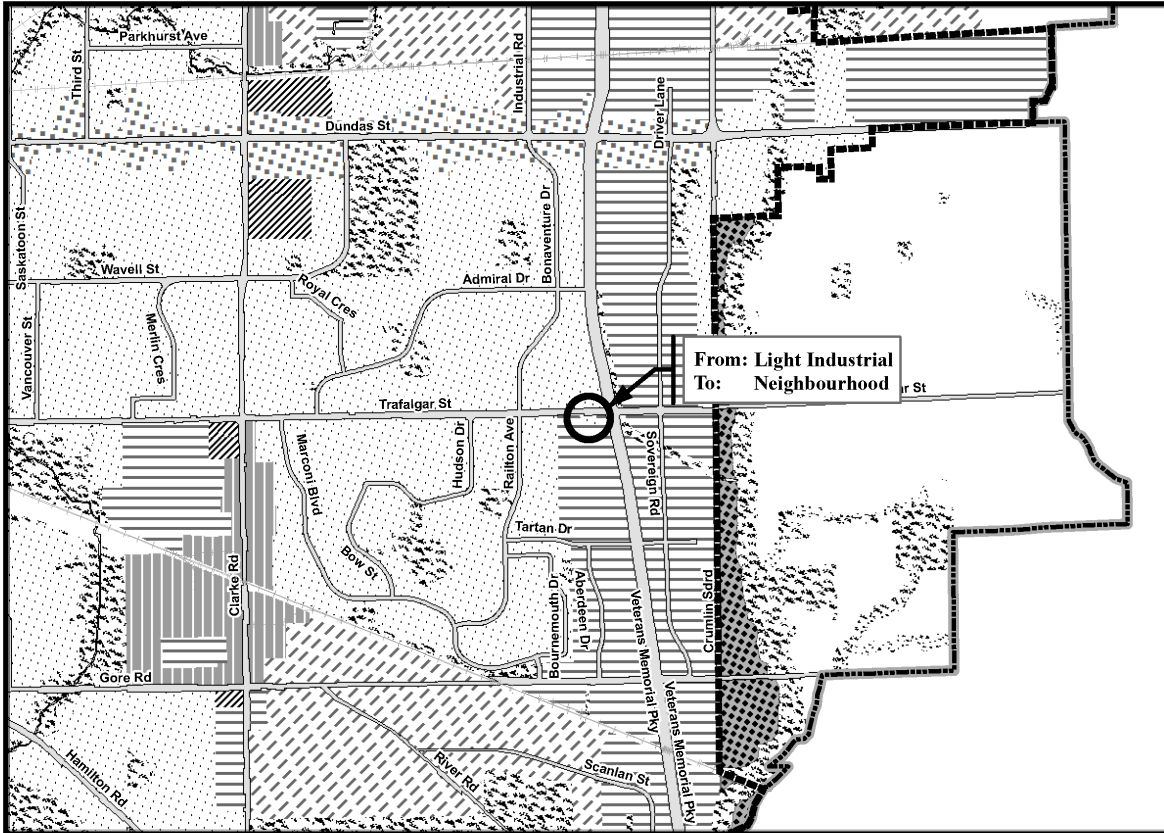 Parkhurst Ave
Third St
Industrial Rd
Driver Lane
Dundas St
Saskatoon St
Wavell St
Royal Cres
Admiral Dr
Bonaventure Dr
Vancouver St
Merlin Cres
From: Light Industrial
To: Neighbourhood
ar St
Trafalgar St
Marconi Blvd
Hudson Dr
Railton Ave
Sovereign Rd
Tartan Dr
Bow St
Clarke Rd
Bournemouth Dr
Aberdeen Dr
Veterans Memorial Pky
Crumlin Sdrd
Gore Rd
Veterans Memorial Pky
Hamilton Rd
River Rd
Scanlan St